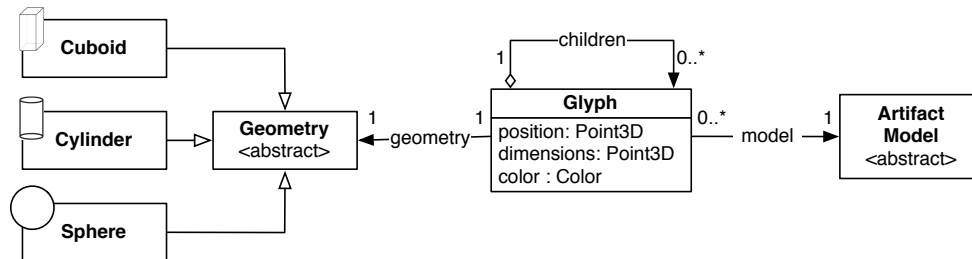 Cuboid
Cylinder
Sphere
Geometry
<abstract>
1
geometry
1
children
1
0..*
Glyph
position: Point3D
dimensions: Point3D
color : Color
0..*
model
1
Artifact
Model
<abstract>